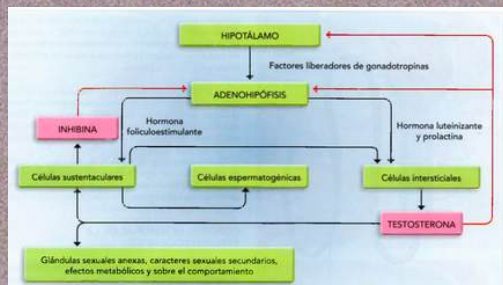 HIPOTÁLAMO
Factores liberadores de gonadotropinas
ADENOHIPÓFISIS
INHIBINA
Hormona
foliculoestimulante
Hormona luteinizante
y prolactina
Células sustentaculares
Células espermatogénicas
Células intersticiales
TESTOSTERONA
Glándulas sexuales anexas, caracteres sexuales secundarios,
efectos metabólicos y sobre el comportamiento